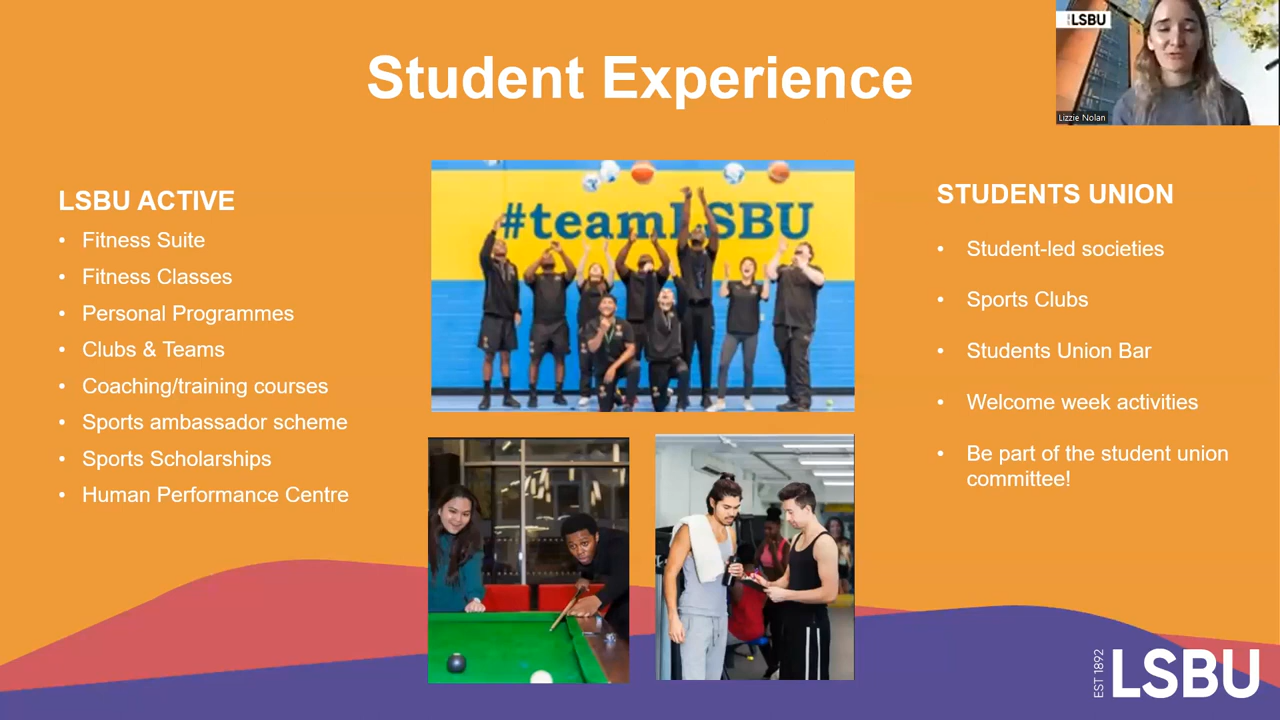 Student Experience
LSBU
Lizzie Nolan
LSBU ACTIVE
• Fitness Suite
• Fitness Classes
• Personal Programmes
• Clubs & Teams
• Coaching/training courses
• Sports ambassador scheme
• Sports Scholarships
• Human Performance Centre
#teamLSBU
STUDENTS UNION
• Student-led societies
• Sports Clubs
• Students Union Bar
• Welcome week activities
• Be part of the student union
committee!
EST 1892
LSBU